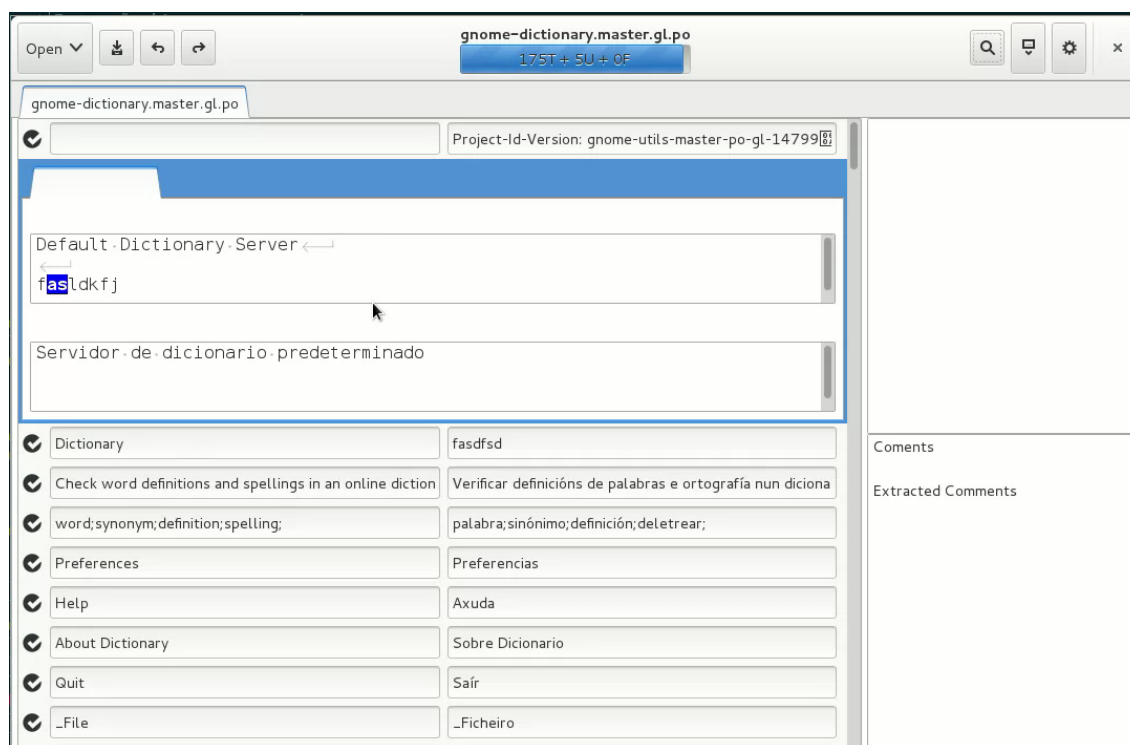 Open
gnome-dictionary.master.gl.po
175T + 5U + 0F
gnome-dictionary.master.gl.po
Project-Id-Version: gnome-utils-master-po-gl-14799
Default·Dictionary·Server
fasldkfj
Servidor·de·dicionario·predeterminado
Dictionary
fasdfsd
Check word definitions and spellings in an online diction
Verificar definicións de palabras e ortografía nun diciona
word;synonym;definition;spelling;
palabra;sinónimo;definición;deletrear;
Preferences
Preferencias
Help
Axuda
About Dictionary
Sobre Dicionario
Quit
Saír
_File
_Ficheiro
Coments
Extracted Comments